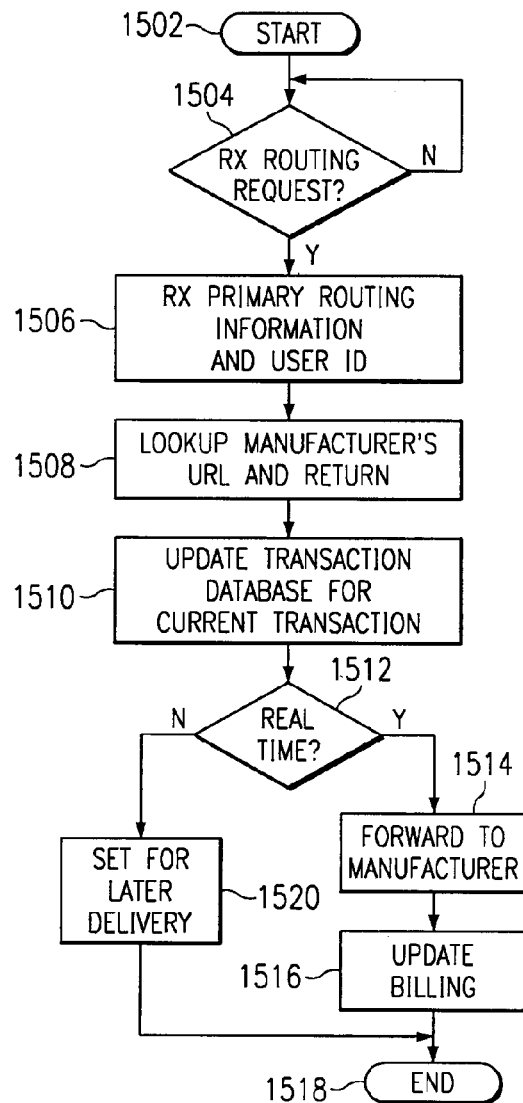 1502
START
1504
RX ROUTING
REQUEST?
N
Y
1506
RX PRIMARY ROUTING
INFORMATION
AND USER ID
1508
LOOKUP MANUFACTURER'S
URL AND RETURN
1510
UPDATE TRANSACTION
DATABASE FOR
CURRENT TRANSACTION
1512
N
REAL
TIME?
Y
1514
FORWARD TO
MANUFACTURER
SET FOR
LATER
DELIVERY
1520
1516
UPDATE
BILLING
1518
END